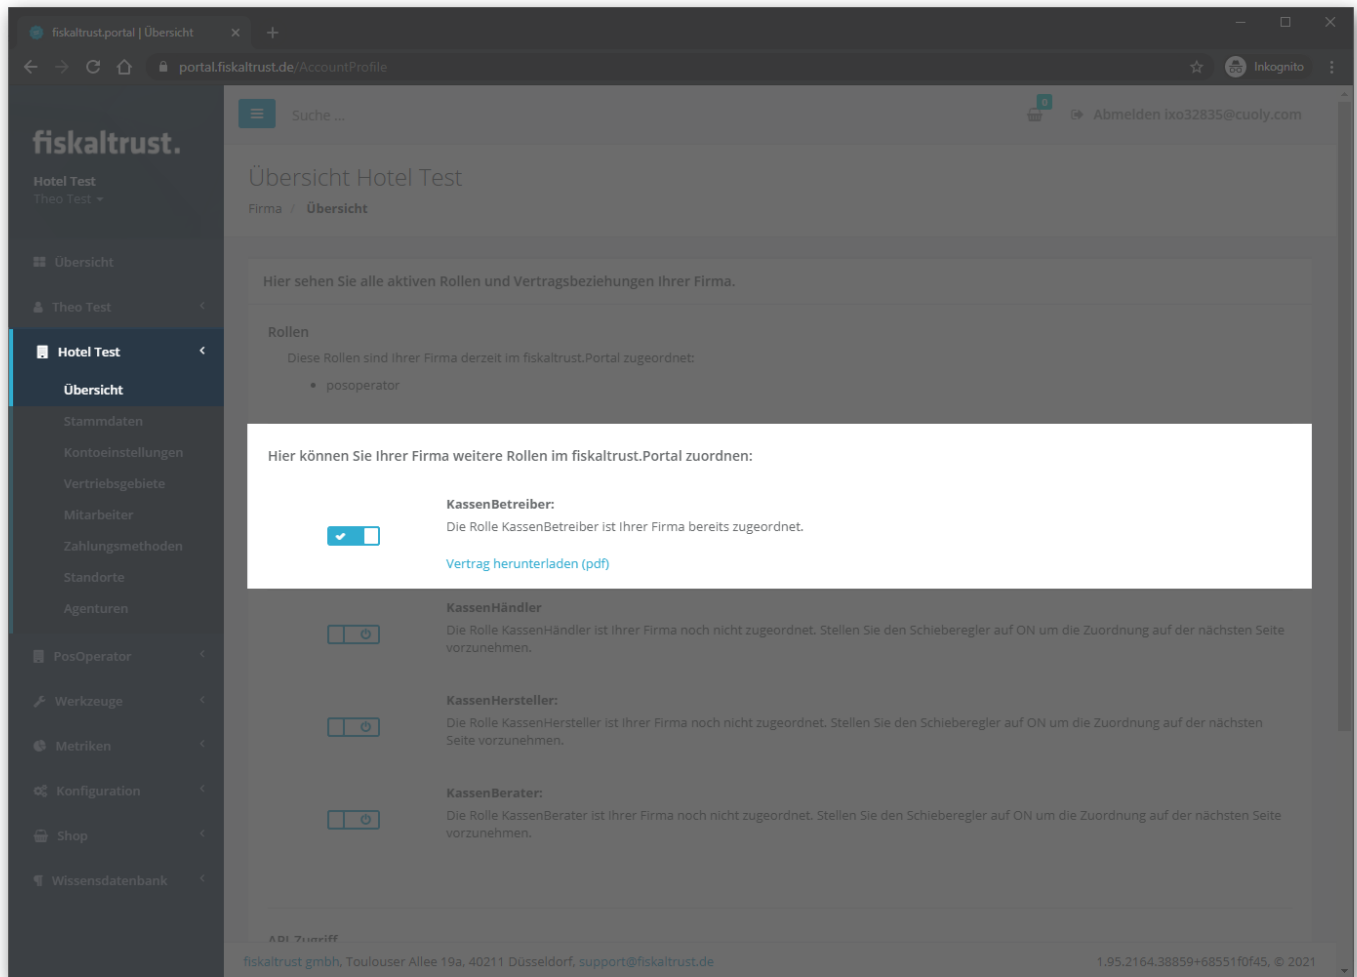 fiskaltrust.portal | Übersicht
portal.fiskaltrust.de/AccountProfile
Inkognito
fiskaltrust.
Hotel Test
Theo Test
Suche ...
0
Abmelden ixo32835@cuoly.com
Übersicht Hotel Test
Firma / Übersicht
Übersicht
Theo Test
Hotel Test
Übersicht
Stammdaten
Kontoeinstellungen
Vertriebsgebiete
Mitarbeiter
Zahlungsmethoden
Standorte
Agenturen
PosOperator
Werkzeuge
Metriken
Konfiguration
Shop
Wissensdatenbank
Hier sehen Sie alle aktiven Rollen und Vertragsbeziehungen Ihrer Firma.
Rollen
Diese Rollen sind Ihrer Firma derzeit im fiskaltrust.Portal zugeordnet:
• posoperator
Hier können Sie Ihrer Firma weitere Rollen im fiskaltrust.Portal zuordnen:
KassenBetreiber:
Die Rolle KassenBetreiber ist Ihrer Firma bereits zugeordnet.
Vertrag herunterladen (pdf)
KassenHändler
Die Rolle KassenHändler ist Ihrer Firma noch nicht zugeordnet. Stellen Sie den Schieberegler auf ON um die Zuordnung auf der nächsten Seite
vorzunehmen.
KassenHersteller:
Die Rolle KassenHersteller ist Ihrer Firma noch nicht zugeordnet. Stellen Sie den Schieberegler auf ON um die Zuordnung auf der nächsten
Seite vorzunehmen.
KassenBerater:
Die Rolle KassenBerater ist Ihrer Firma noch nicht zugeordnet. Stellen Sie den Schieberegler auf ON um die Zuordnung auf der nächsten Seite
vorzunehmen.
API Zugriff
fiskaltrust gmbh, Toulouser Allee 19a, 40211 Düsseldorf, support@fiskaltrust.de
1.95.2164.38859+68551f0f45, © 2021